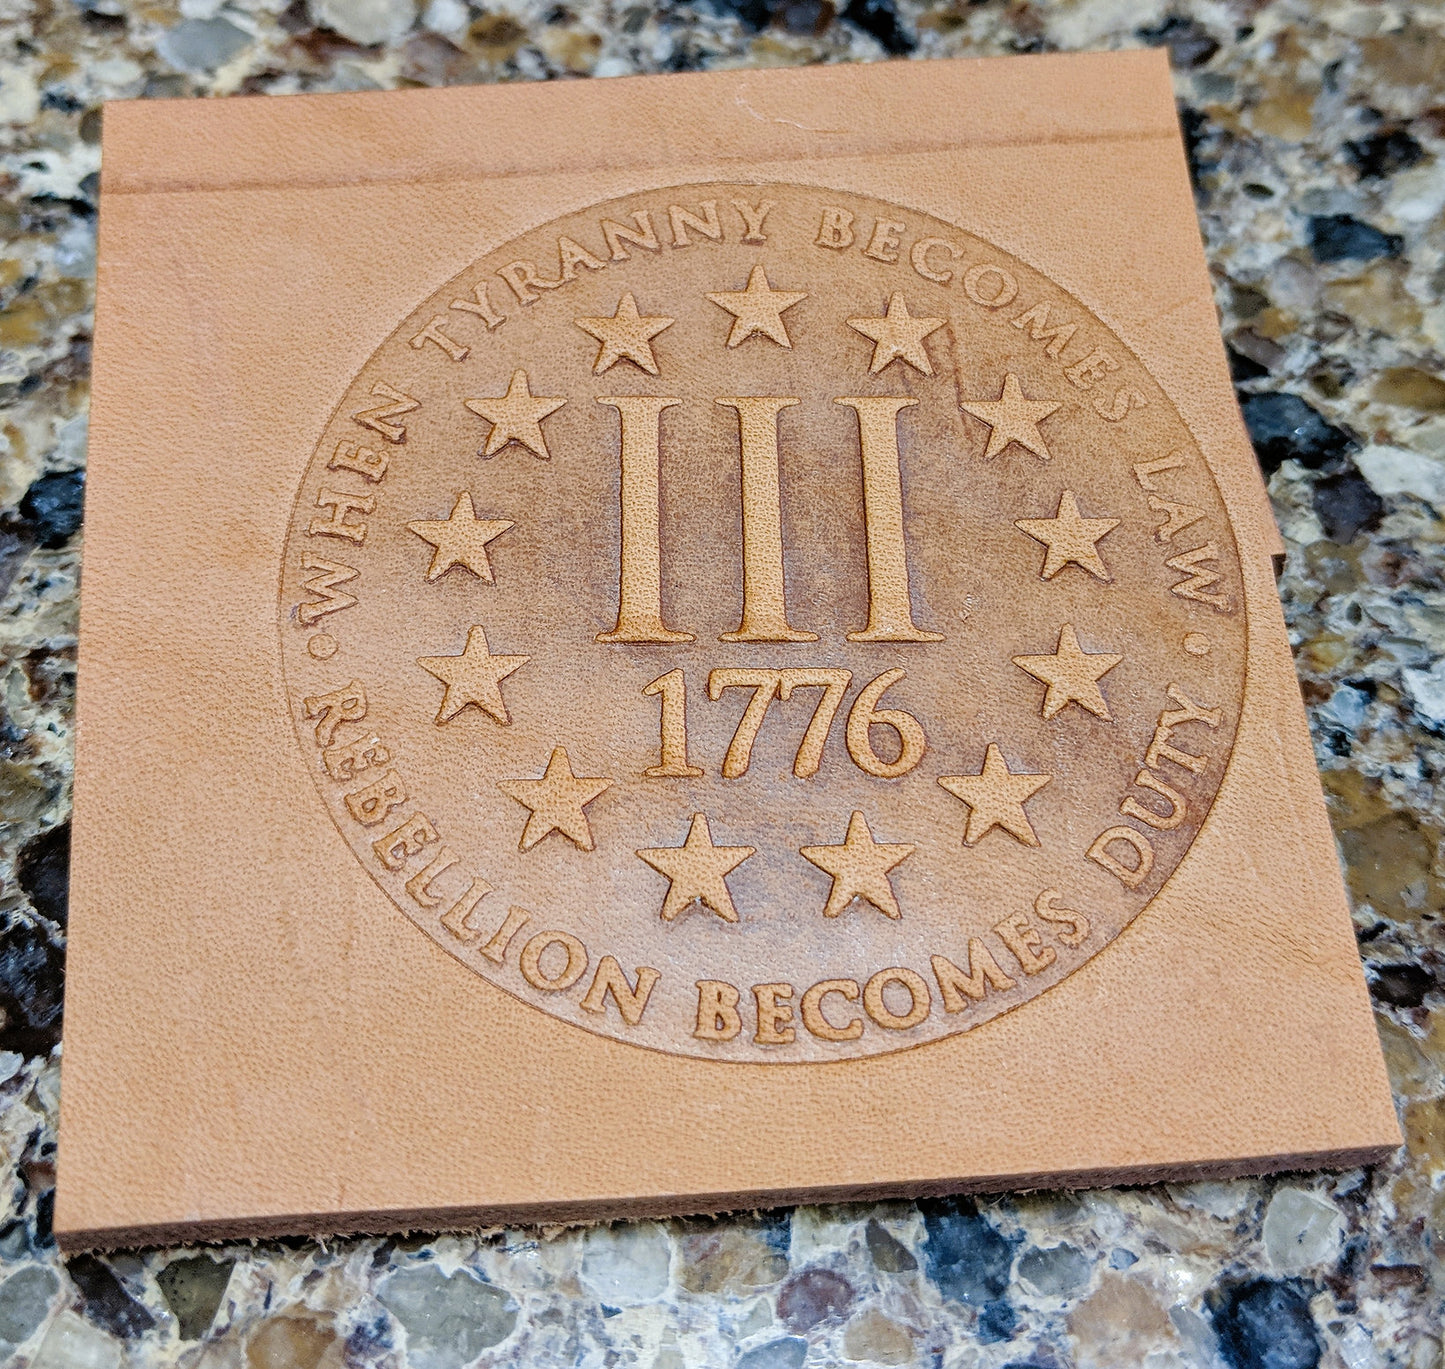 WHEN TYRANNY BECOMES LAW
III
1776
REBELLION BECOMES DUTY